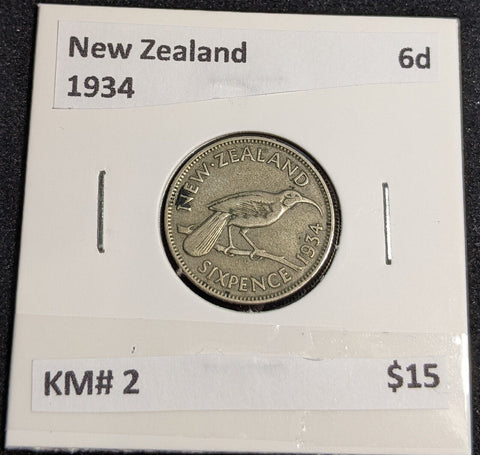 New Zealand 6d
1934
NEW·ZEALAND
1934
SIXPENCE
KM# 2 $15